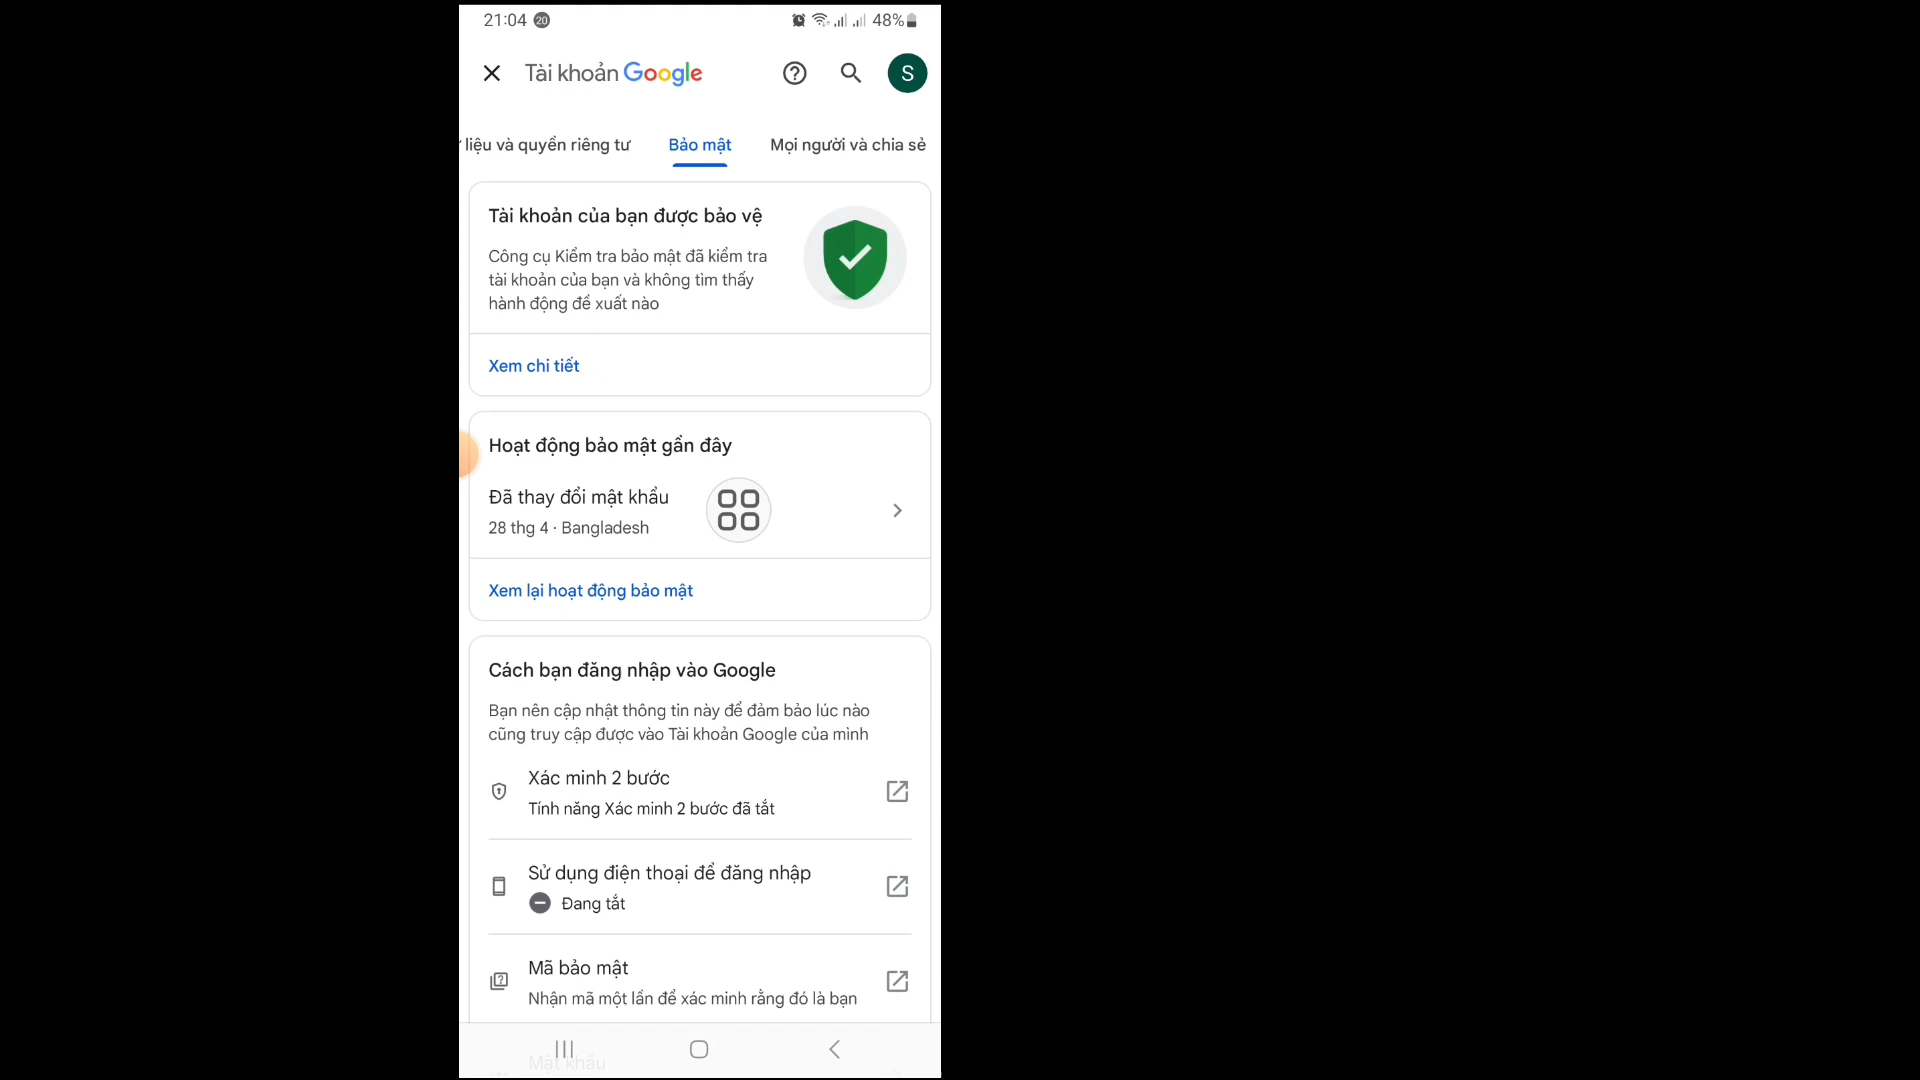 21:04 20 48%
Tài khoản Google S
liệu và quyền riêng tư Bảo mật Mọi người và chia sẻ
Tài khoản của bạn được bảo vệ
Công cụ Kiểm tra bảo mật đã kiểm tra
tài khoản của bạn và không tìm thấy
hành động đề xuất nào
Xem chi tiết
Hoạt động bảo mật gần đây
Đã thay đổi mật khẩu
28 thg 4 · Bangladesh
Xem lại hoạt động bảo mật
Cách bạn đăng nhập vào Google
Bạn nên cập nhật thông tin này để đảm bảo lúc nào
cũng truy cập được vào Tài khoản Google của mình
Xác minh 2 bước
Tính năng Xác minh 2 bước đã tắt
Sử dụng điện thoại để đăng nhập
Đang tắt
Mã bảo mật
Nhận mã một lần để xác minh rằng đó là bạn
Mật khẩu